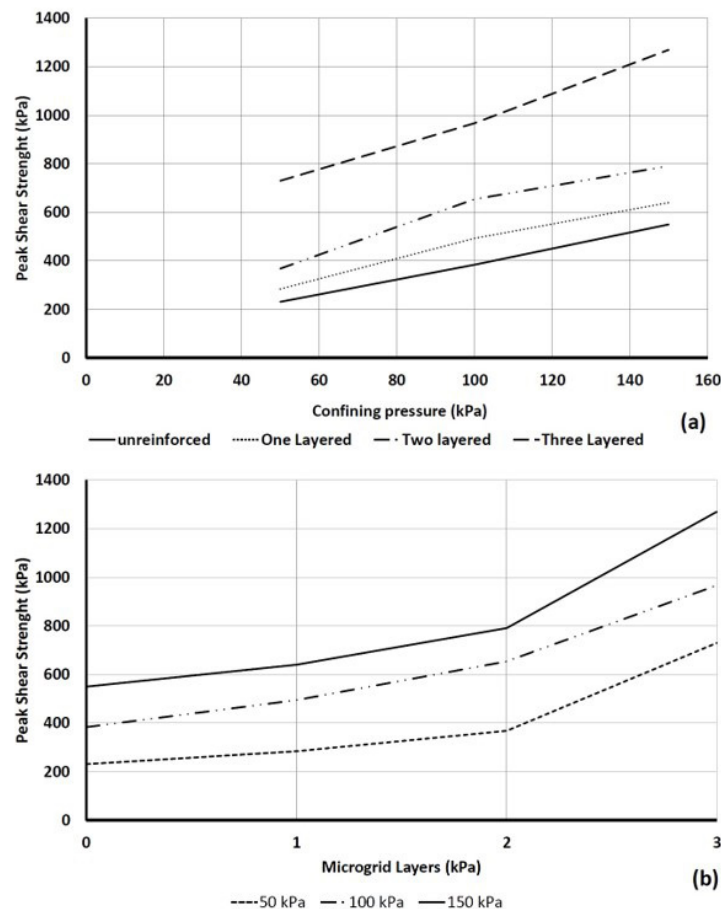 1400
1200
1000
800
600
400
200
0
Peak Shear Strenght (kPa)
0 20 40 60 80 100 120 140 160
Confining pressure (kPa)
(a)
unreinforced One Layered Two layered Three Layered
1400
1200
1000
800
600
400
200
0
Peak Shear Strenght (kPa)
0 1 2 3
Microgrid Layers (kPa)
(b)
50 kPa 100 kPa 150 kPa